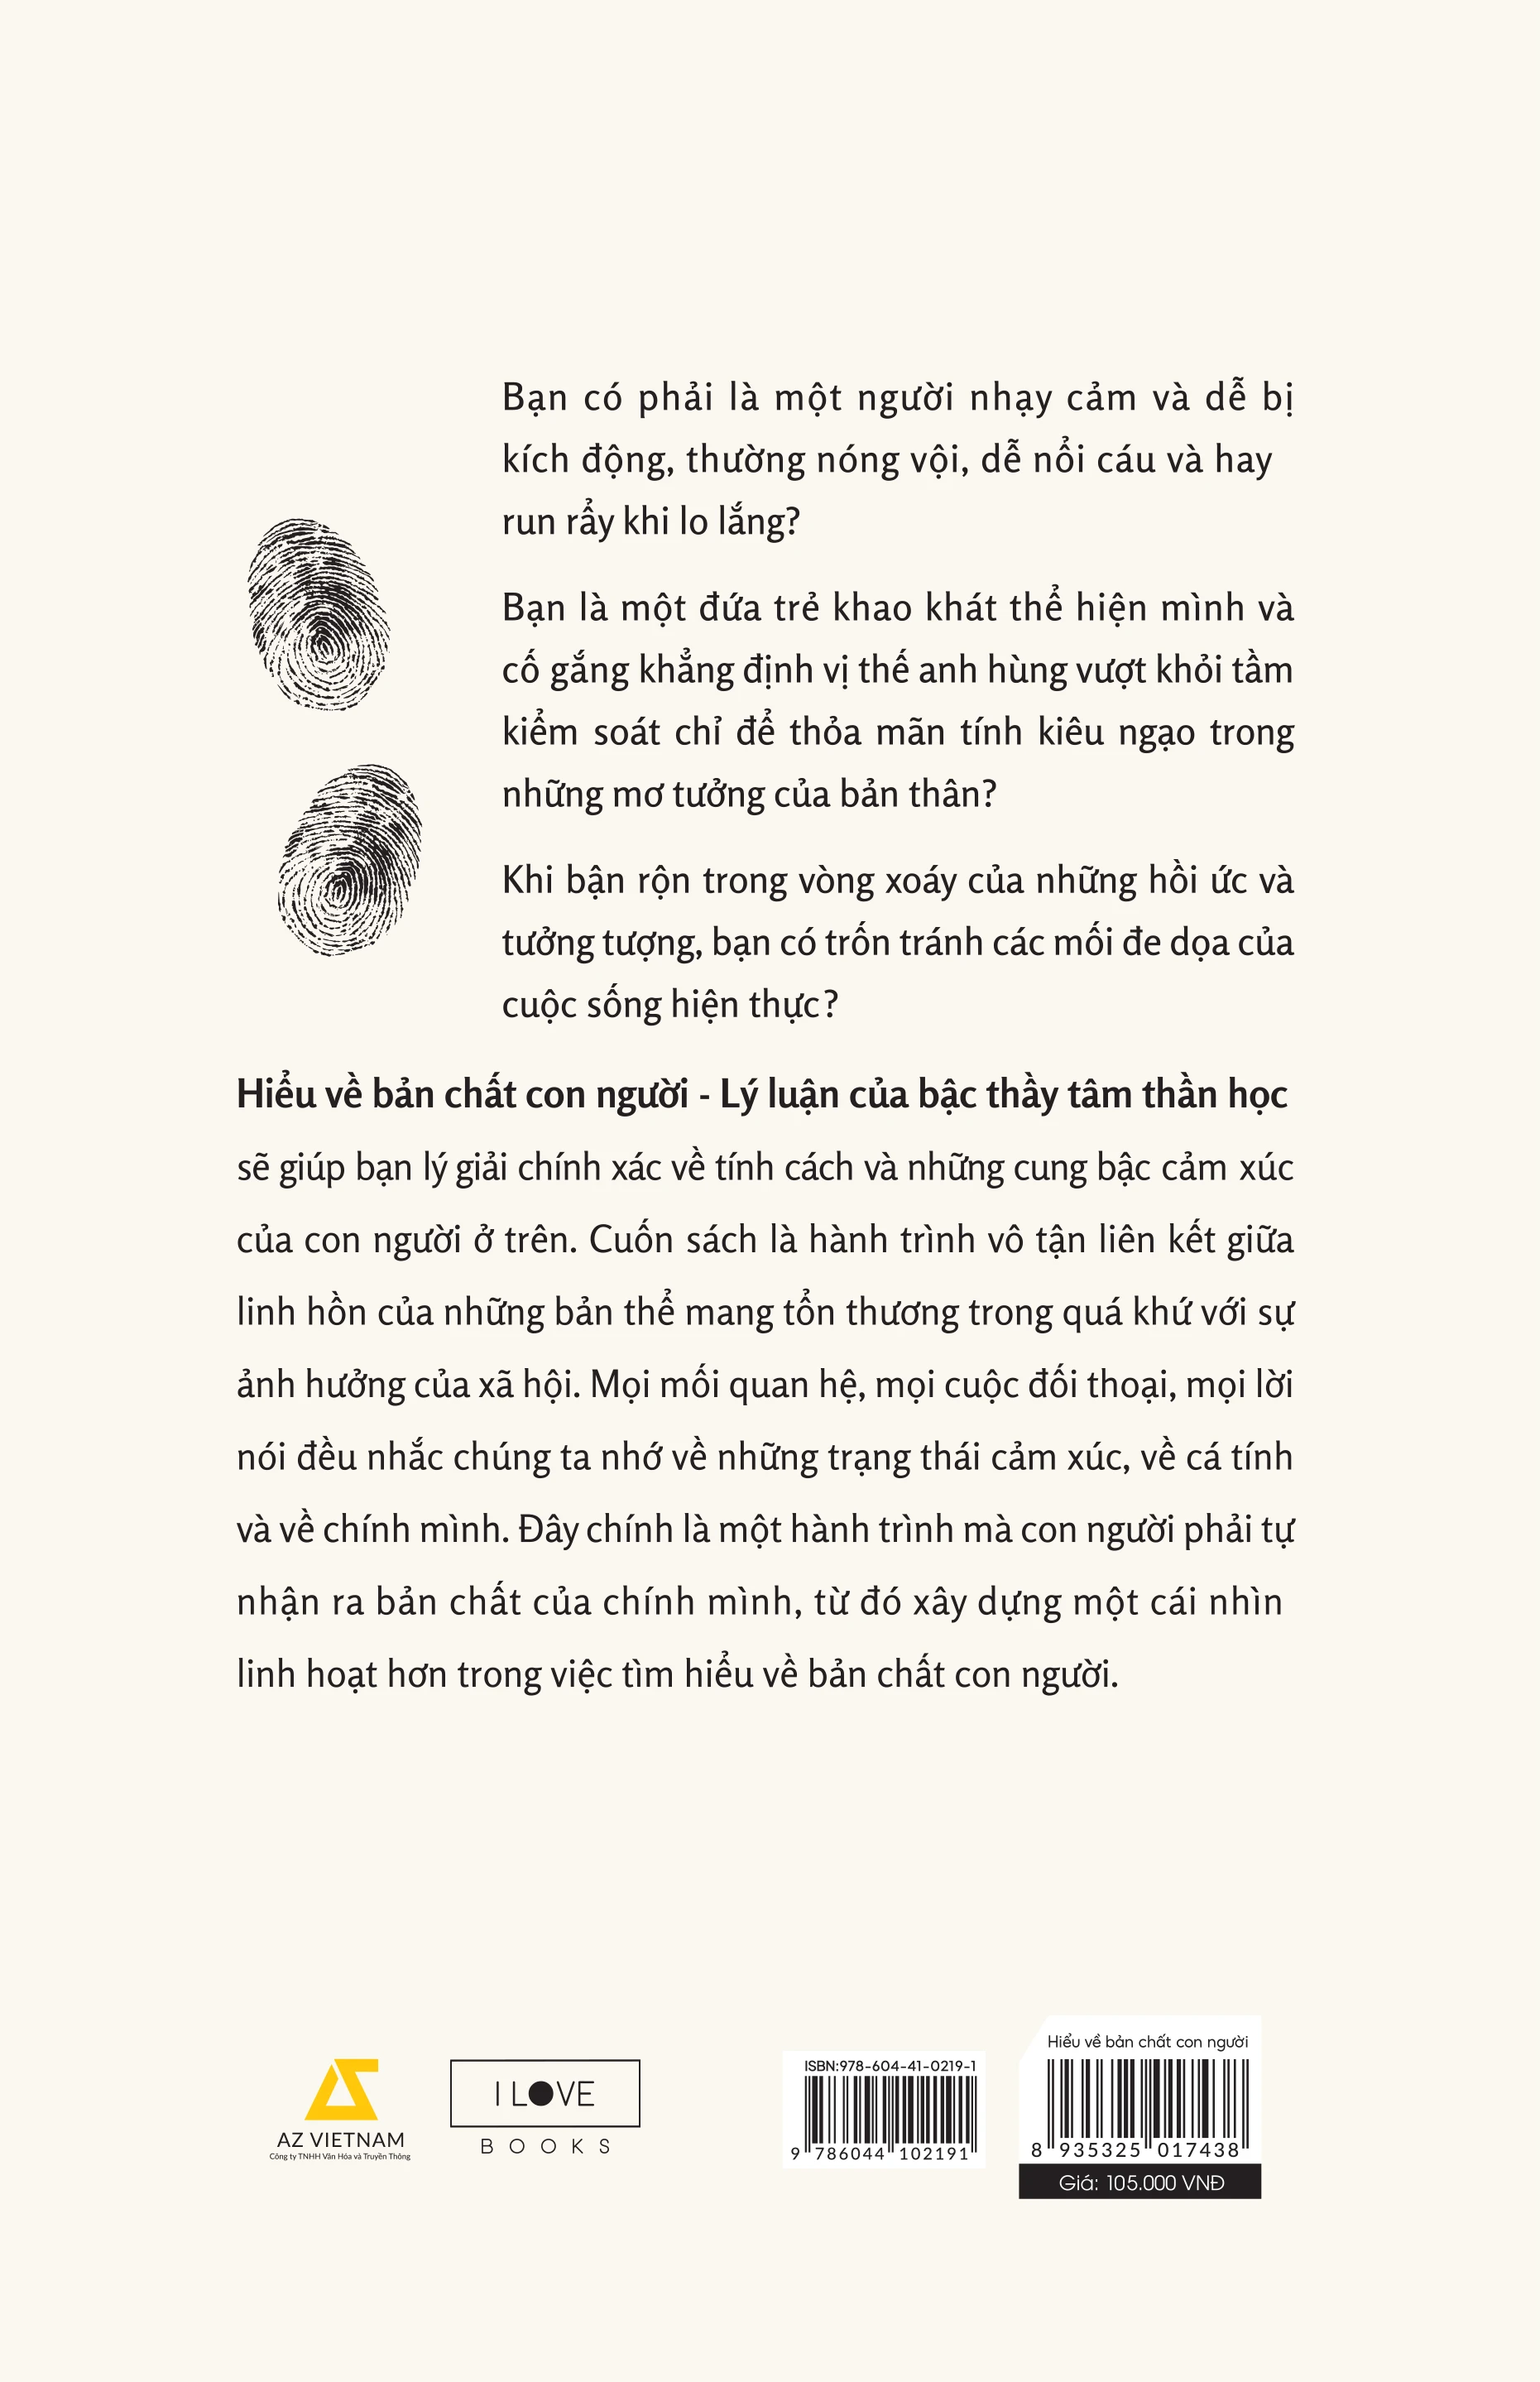 Bạn có phải là một người nhạy cảm và dễ bị
kích động, thường nóng vội, dễ nổi cáu và hay
run rẩy khi lo lắng?
Bạn là một đứa trẻ khao khát thể hiện mình và
cố gắng khẳng định vị thế anh hùng vượt khỏi tầm
kiểm soát chỉ để thỏa mãn tính kiêu ngạo trong
những mơ tưởng của bản thân?
Khi bận rộn trong vòng xoáy của những hồi ức và
tưởng tượng, bạn có trốn tránh các mối đe dọa của
cuộc sống hiện thực?
Hiểu về bản chất con người - Lý luận của bậc thầy tâm thần học
sẽ giúp bạn lý giải chính xác về tính cách và những cung bậc cảm xúc
của con người ở trên. Cuốn sách là hành trình vô tận liên kết giữa
linh hồn của những bản thể mang tổn thương trong quá khứ với sự
ảnh hưởng của xã hội. Mọi mối quan hệ, mọi cuộc đối thoại, mọi lời
nói đều nhắc chúng ta nhớ về những trạng thái cảm xúc, về cá tính
và về chính mình. Đây chính là một hành trình mà con người phải tự
nhận ra bản chất của chính mình, từ đó xây dựng một cái nhìn
linh hoạt hơn trong việc tìm hiểu về bản chất con người.
AZ VIETNAM
Công ty TNHH Văn Hóa và Truyền Thông
I LOVE
BOOKS
ISBN:978-604-41-0219-1
9 786044 102191
Hiểu về bản chất con người
8 935325 017438
Giá: 105.000 VNĐ